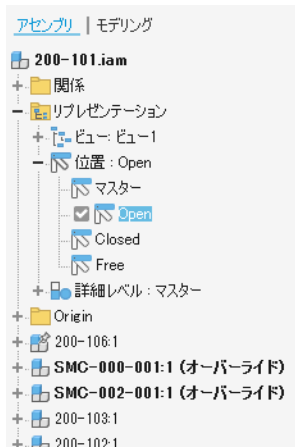 アセンブリ | モデリング
200-101.iam
関係
リプレゼンテーション
ビュー: ビュー1
位置 : Open
マスター
Open
Closed
Free
詳細レベル : マスター
Origin
200-106:1
SMC-000-001:1 (オーバーライド)
SMC-002-001:1 (オーバーライド)
200-103:1
200-102:1